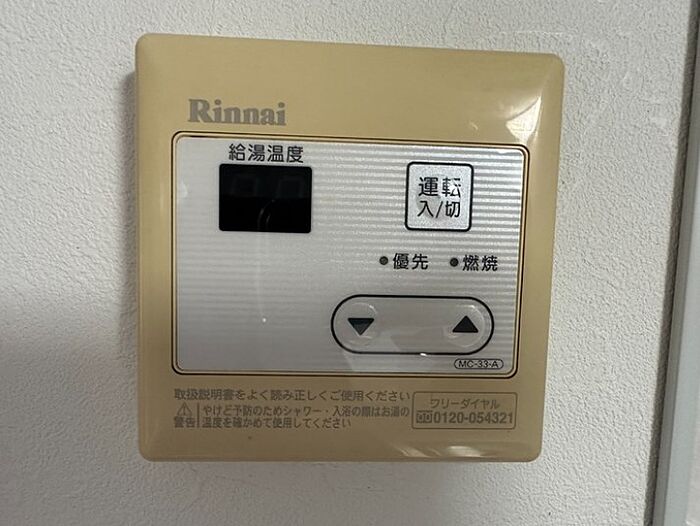 Rinnai
給湯温度
運転
入/切
優先 燃焼
▼ ▲
MC-33-A
取扱説明書をよく読み正しくご使用ください
警告 やけど予防のためシャワー・入浴の際はお湯の
温度を確かめて使用してください
フリーダイヤル
0120-054321